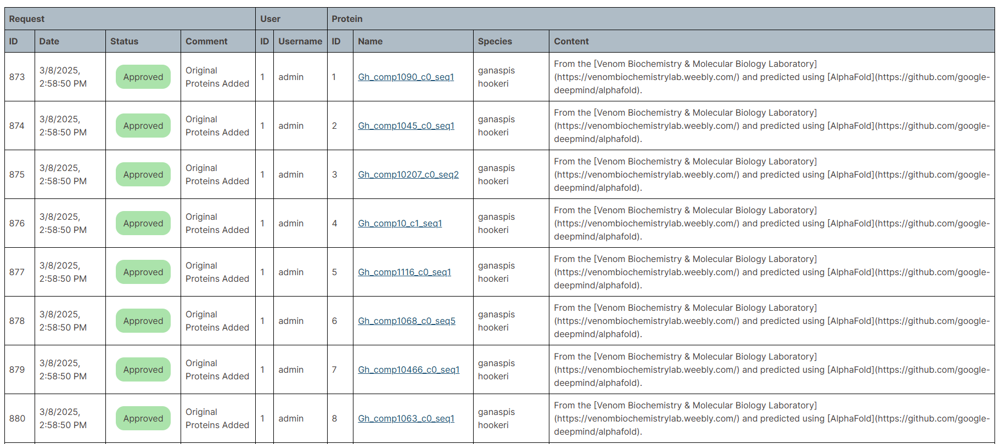 Request User Protein
ID Date Status Comment ID Username ID Name Species Content
873 3/8/2025, 2:58:50 PM Approved Original Proteins Added 1 admin 1 Gh_comp1090_c0_seq1 ganaspis hookeri From the [Venom Biochemistry & Molecular Biology Laboratory](https://venombiochemistrylab.weebly.com/) and predicted using [AlphaFold](https://github.com/google-deepmind/alphafold).
874 3/8/2025, 2:58:50 PM Approved Original Proteins Added 1 admin 2 Gh_comp1045_c0_seq1 ganaspis hookeri From the [Venom Biochemistry & Molecular Biology Laboratory](https://venombiochemistrylab.weebly.com/) and predicted using [AlphaFold](https://github.com/google-deepmind/alphafold).
875 3/8/2025, 2:58:50 PM Approved Original Proteins Added 1 admin 3 Gh_comp10207_c0_seq2 ganaspis hookeri From the [Venom Biochemistry & Molecular Biology Laboratory](https://venombiochemistrylab.weebly.com/) and predicted using [AlphaFold](https://github.com/google-deepmind/alphafold).
876 3/8/2025, 2:58:50 PM Approved Original Proteins Added 1 admin 4 Gh_comp10_c1_seq1 ganaspis hookeri From the [Venom Biochemistry & Molecular Biology Laboratory](https://venombiochemistrylab.weebly.com/) and predicted using [AlphaFold](https://github.com/google-deepmind/alphafold).
877 3/8/2025, 2:58:50 PM Approved Original Proteins Added 1 admin 5 Gh_comp1116_c0_seq1 ganaspis hookeri From the [Venom Biochemistry & Molecular Biology Laboratory](https://venombiochemistrylab.weebly.com/) and predicted using [AlphaFold](https://github.com/google-deepmind/alphafold).
878 3/8/2025, 2:58:50 PM Approved Original Proteins Added 1 admin 6 Gh_comp1068_c0_seq5 ganaspis hookeri From the [Venom Biochemistry & Molecular Biology Laboratory](https://venombiochemistrylab.weebly.com/) and predicted using [AlphaFold](https://github.com/google-deepmind/alphafold).
879 3/8/2025, 2:58:50 PM Approved Original Proteins Added 1 admin 7 Gh_comp10466_c0_seq1 ganaspis hookeri From the [Venom Biochemistry & Molecular Biology Laboratory](https://venombiochemistrylab.weebly.com/) and predicted using [AlphaFold](https://github.com/google-deepmind/alphafold).
880 3/8/2025, 2:58:50 PM Approved Original Proteins Added 1 admin 8 Gh_comp1063_c0_seq1 ganaspis hookeri From the [Venom Biochemistry & Molecular Biology Laboratory](https://venombiochemistrylab.weebly.com/) and predicted using [AlphaFold](https://github.com/google-deepmind/alphafold).